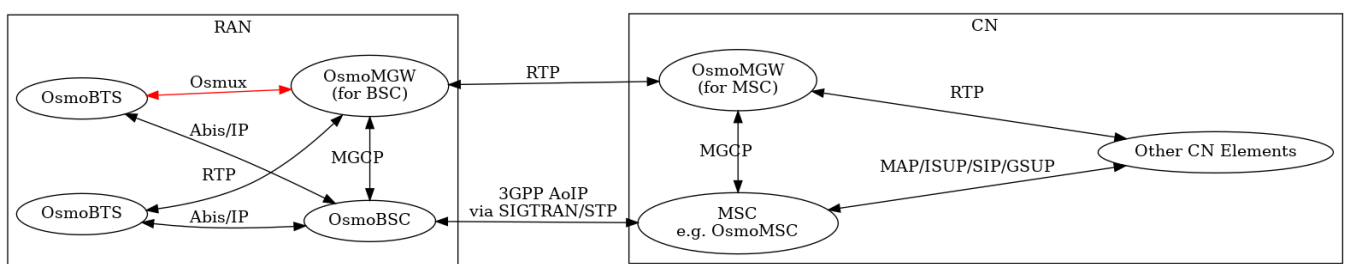 RAN
CN
OsmoBTS
Osmux
OsmoMGW
(for BSC)
RTP
OsmoMGW
(for MSC)
RTP
Abis/IP
MGCP
MGCP
Other CN Elements
RTP
MAP/ISUP/SIP/GSUP
OsmoBTS
Abis/IP
OsmoBSC
3GPP AoIP
via SIGTRAN/STP
MSC
e.g. OsmoMSC